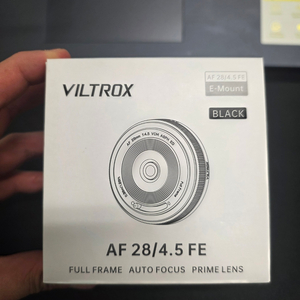 VILTROX
AF 28/4.5 FE
E-Mount
BLACK
AF 28/4.5 FE
FULL FRAME AUTO FOCUS PRIME LENS